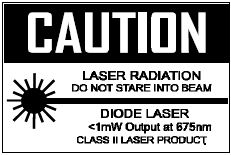 CAUTION
LASER RADIATION
DO NOT STARE INTO BEAM
DIODE LASER
<1mW Output at 675nm
CLASS II LASER PRODUCT